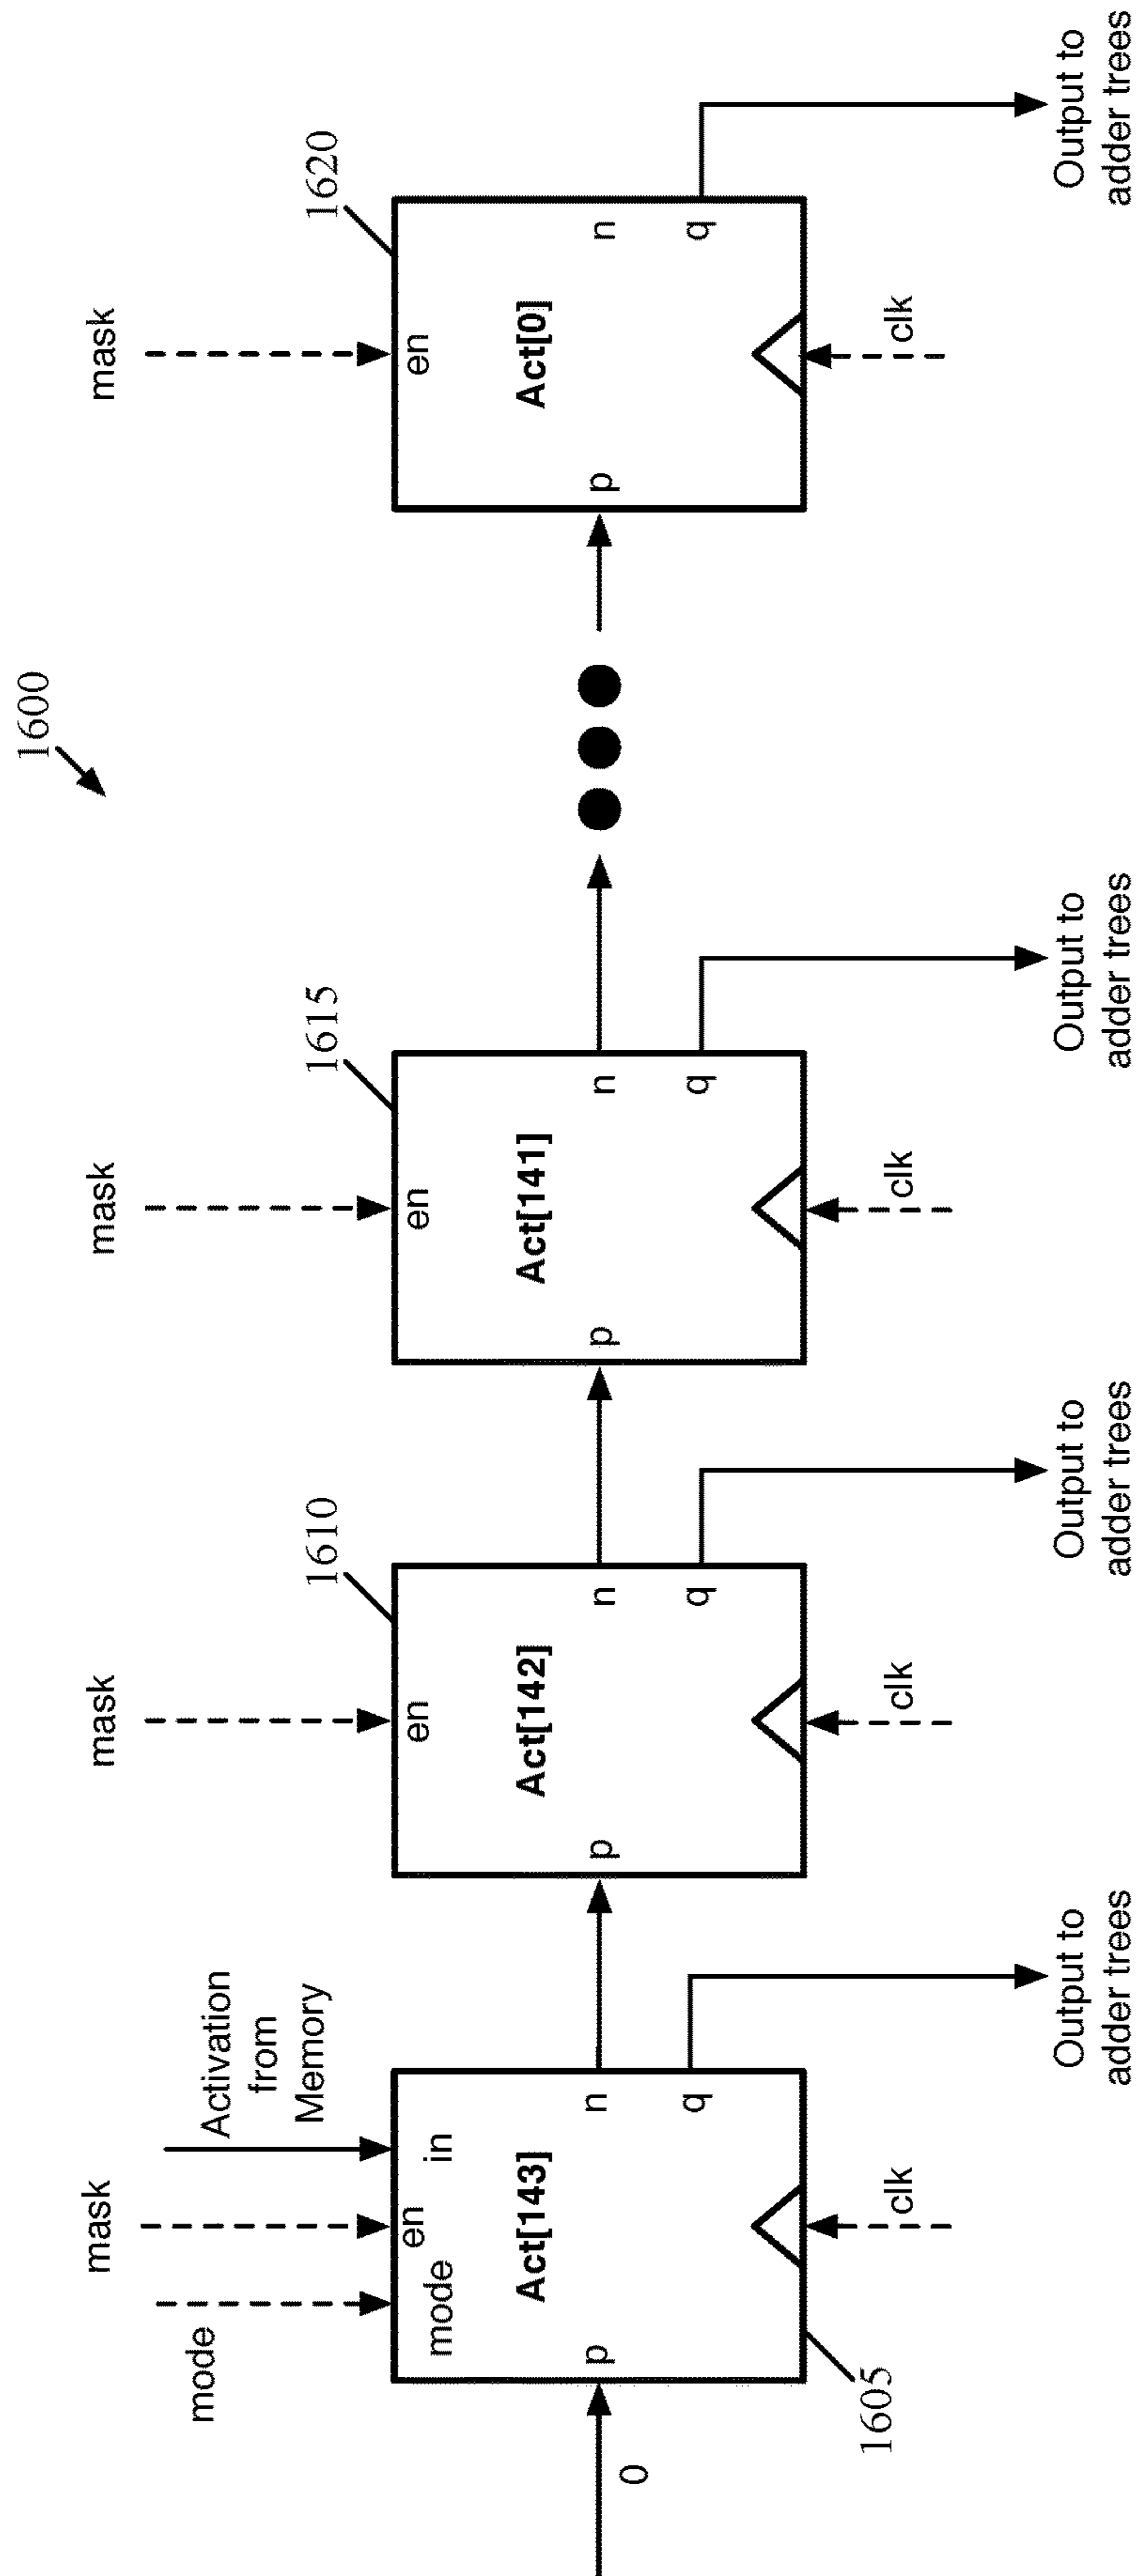 1600
mode
mask
Activation
from
Memory
mask
mask
mask
1610
1615
1620
mode
en
in
en
en
en
Act[143]
Act[142]
Act[141]
Act[0]
0
p
n
p
n
p
n
p
n
q
q
q
q
1605
clk
clk
clk
clk
Output to
adder trees
Output to
adder trees
Output to
adder trees
Output to
adder trees